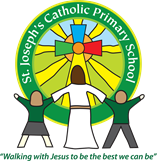 St. Joseph's Catholic Primary School
"Walking with Jesus to be the best we can be"